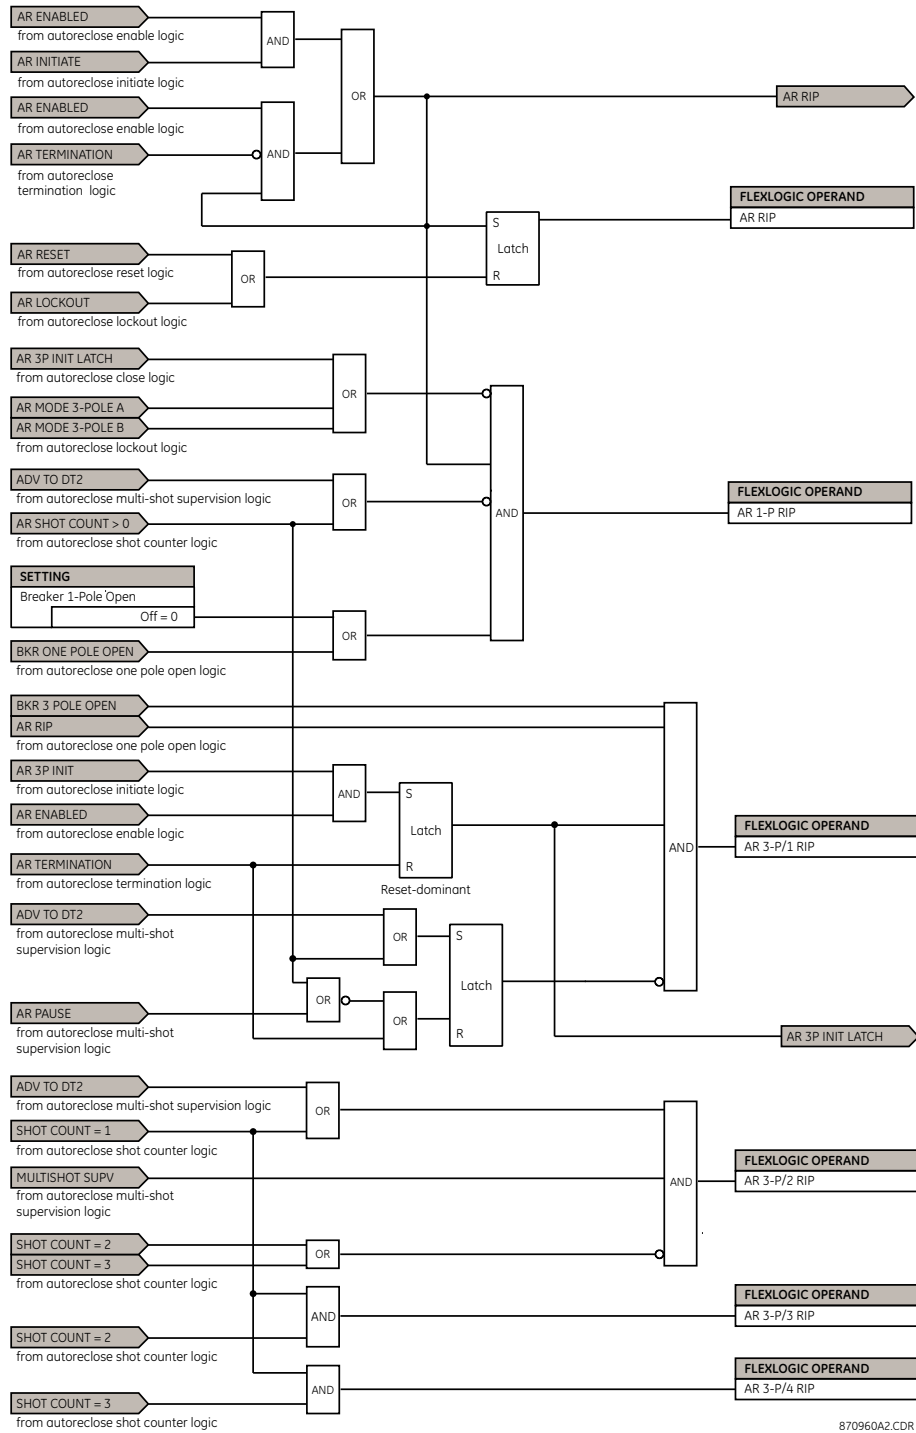 AR ENABLED
from autoreclose enable logic
AND
AR INITIATE
from autoreclose initiate logic
OR
AR RIP
AR ENABLED
from autoreclose enable logic
AND
AR TERMINATION
from autoreclose
termination logic
FLEXLOGIC OPERAND
AR RIP
S
Latch
R
AR RESET
from autoreclose reset logic
OR
AR LOCKOUT
from autoreclose lockout logic
AR 3P INIT LATCH
from autoreclose close logic
OR
AR MODE 3-POLE A
AR MODE 3-POLE B
from autoreclose lockout logic
ADV TO DT2
from autoreclose multi-shot supervision logic
OR
AR SHOT COUNT > 0
from autoreclose shot counter logic
AND
FLEXLOGIC OPERAND
AR 1-P RIP
SETTING
Breaker 1-Pole Open
Off = 0
OR
BKR ONE POLE OPEN
from autoreclose one pole open logic
BKR 3 POLE OPEN
AR RIP
from autoreclose one pole open logic
AR 3P INIT
from autoreclose initiate logic
AND
AR ENABLED
from autoreclose enable logic
S
Latch
R
Reset-dominant
AND
FLEXLOGIC OPERAND
AR 3-P/1 RIP
AR TERMINATION
from autoreclose termination logic
ADV TO DT2
from autoreclose multi-shot
supervision logic
OR
S
Latch
R
OR
OR
AR PAUSE
from autoreclose multi-shot
supervision logic
AR 3P INIT LATCH
ADV TO DT2
from autoreclose multi-shot supervision logic
OR
SHOT COUNT = 1
from autoreclose shot counter logic
MULTISHOT SUPV
from autoreclose multi-shot
supervision logic
AND
FLEXLOGIC OPERAND
AR 3-P/2 RIP
SHOT COUNT = 2
SHOT COUNT = 3
from autoreclose shot counter logic
OR
AND
FLEXLOGIC OPERAND
AR 3-P/3 RIP
SHOT COUNT = 2
from autoreclose shot counter logic
AND
FLEXLOGIC OPERAND
AR 3-P/4 RIP
SHOT COUNT = 3
from autoreclose shot counter logic
870960A2.CDR